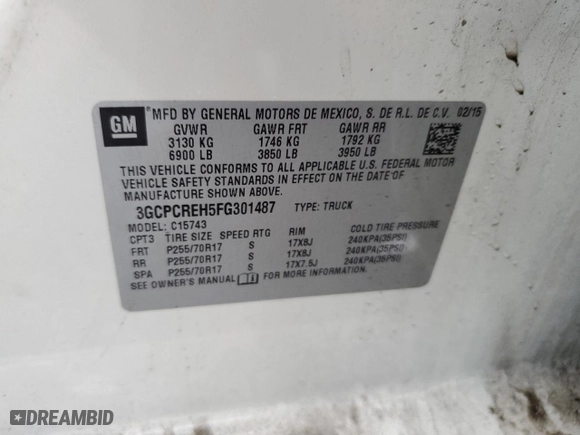 GM
MFD BY GENERAL MOTORS DE MEXICO, S. DE R.L. DE C.V. 02/15
GVWR GAWR FRT GAWR RR
3130 KG 1746 KG 1792 KG
6900 LB 3850 LB 3950 LB
THIS VEHICLE CONFORMS TO ALL APPLICABLE U.S. FEDERAL MOTOR
VEHICLE SAFETY STANDARDS IN EFFECT ON THE DATE OF
MANUFACTURE SHOWN ABOVE.
3GCPCREH5FG301487 TYPE: TRUCK
MODEL: C15743
CPT3 TIRE SIZE SPEED RTG RIM COLD TIRE PRESSURE
FRT P255/70R17 S 17X8J 240KPA(35PSI)
RR P255/70R17 S 17X8J 240KPA(35PSI)
SPA P255/70R17 S 17X7.5J 240KPA(35PSI)
SEE OWNER'S MANUAL FOR MORE INFORMATION
DREAMBID